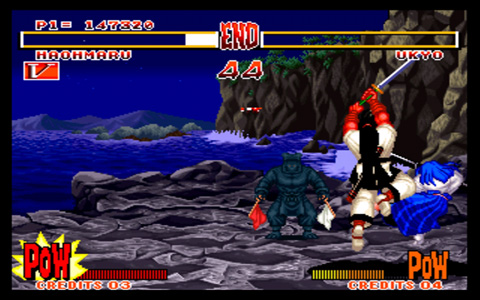 P1= 147320
END
HAOHMARU
UKYO
V
44
POW
POW
CREDITS 03
CREDITS 04